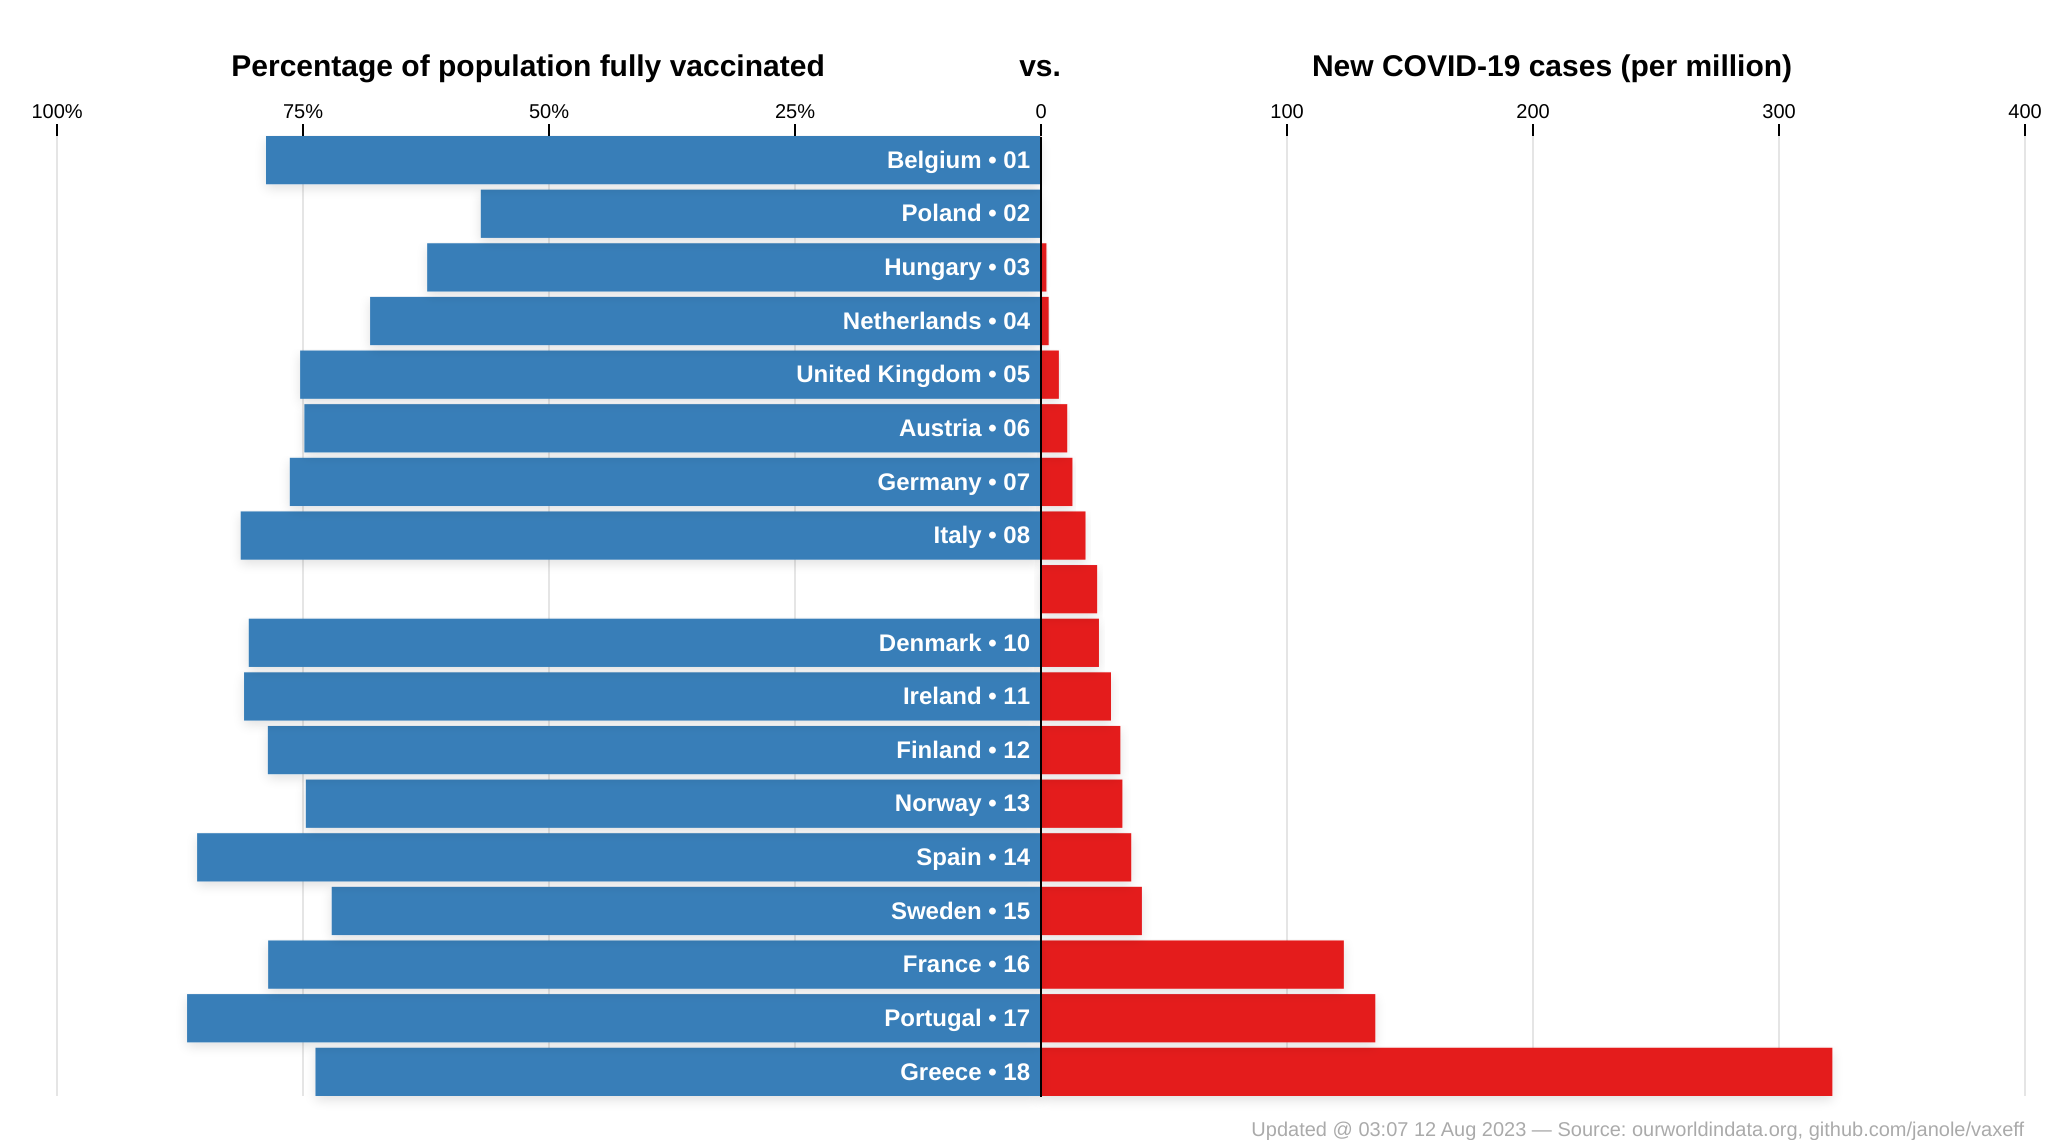 Percentage of population fully vaccinated vs. New COVID-19 cases (per million)
100% 75% 50% 25% 0 100 200 300 400
Belgium • 01
Poland • 02
Hungary • 03
Netherlands • 04
United Kingdom • 05
Austria • 06
Germany • 07
Italy • 08
Denmark • 10
Ireland • 11
Finland • 12
Norway • 13
Spain • 14
Sweden • 15
France • 16
Portugal • 17
Greece • 18
Updated @ 03:07 12 Aug 2023 — Source: ourworldindata.org, github.com/janole/vaxeff